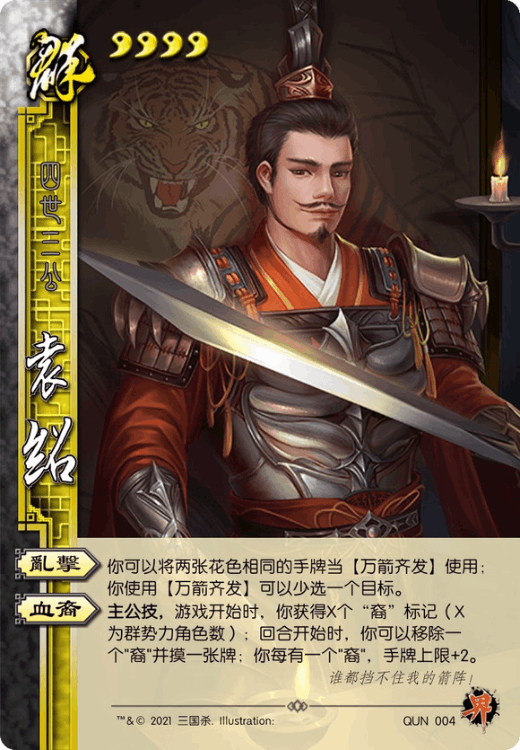 群
四世三公
袁绍
亂擊
你可以将两张花色相同的手牌当【万箭齐发】使用；
你使用【万箭齐发】可以少选一个目标。
血裔
主公技，游戏开始时，你获得X个“裔”标记（X
为群势力角色数）；回合开始时，你可以移除一
个"裔"并摸一张牌；你每有一个"裔"，手牌上限+2。
谁都挡不住我的箭阵！
™&© 2021 三国杀. Illustration:
QUN 004
界